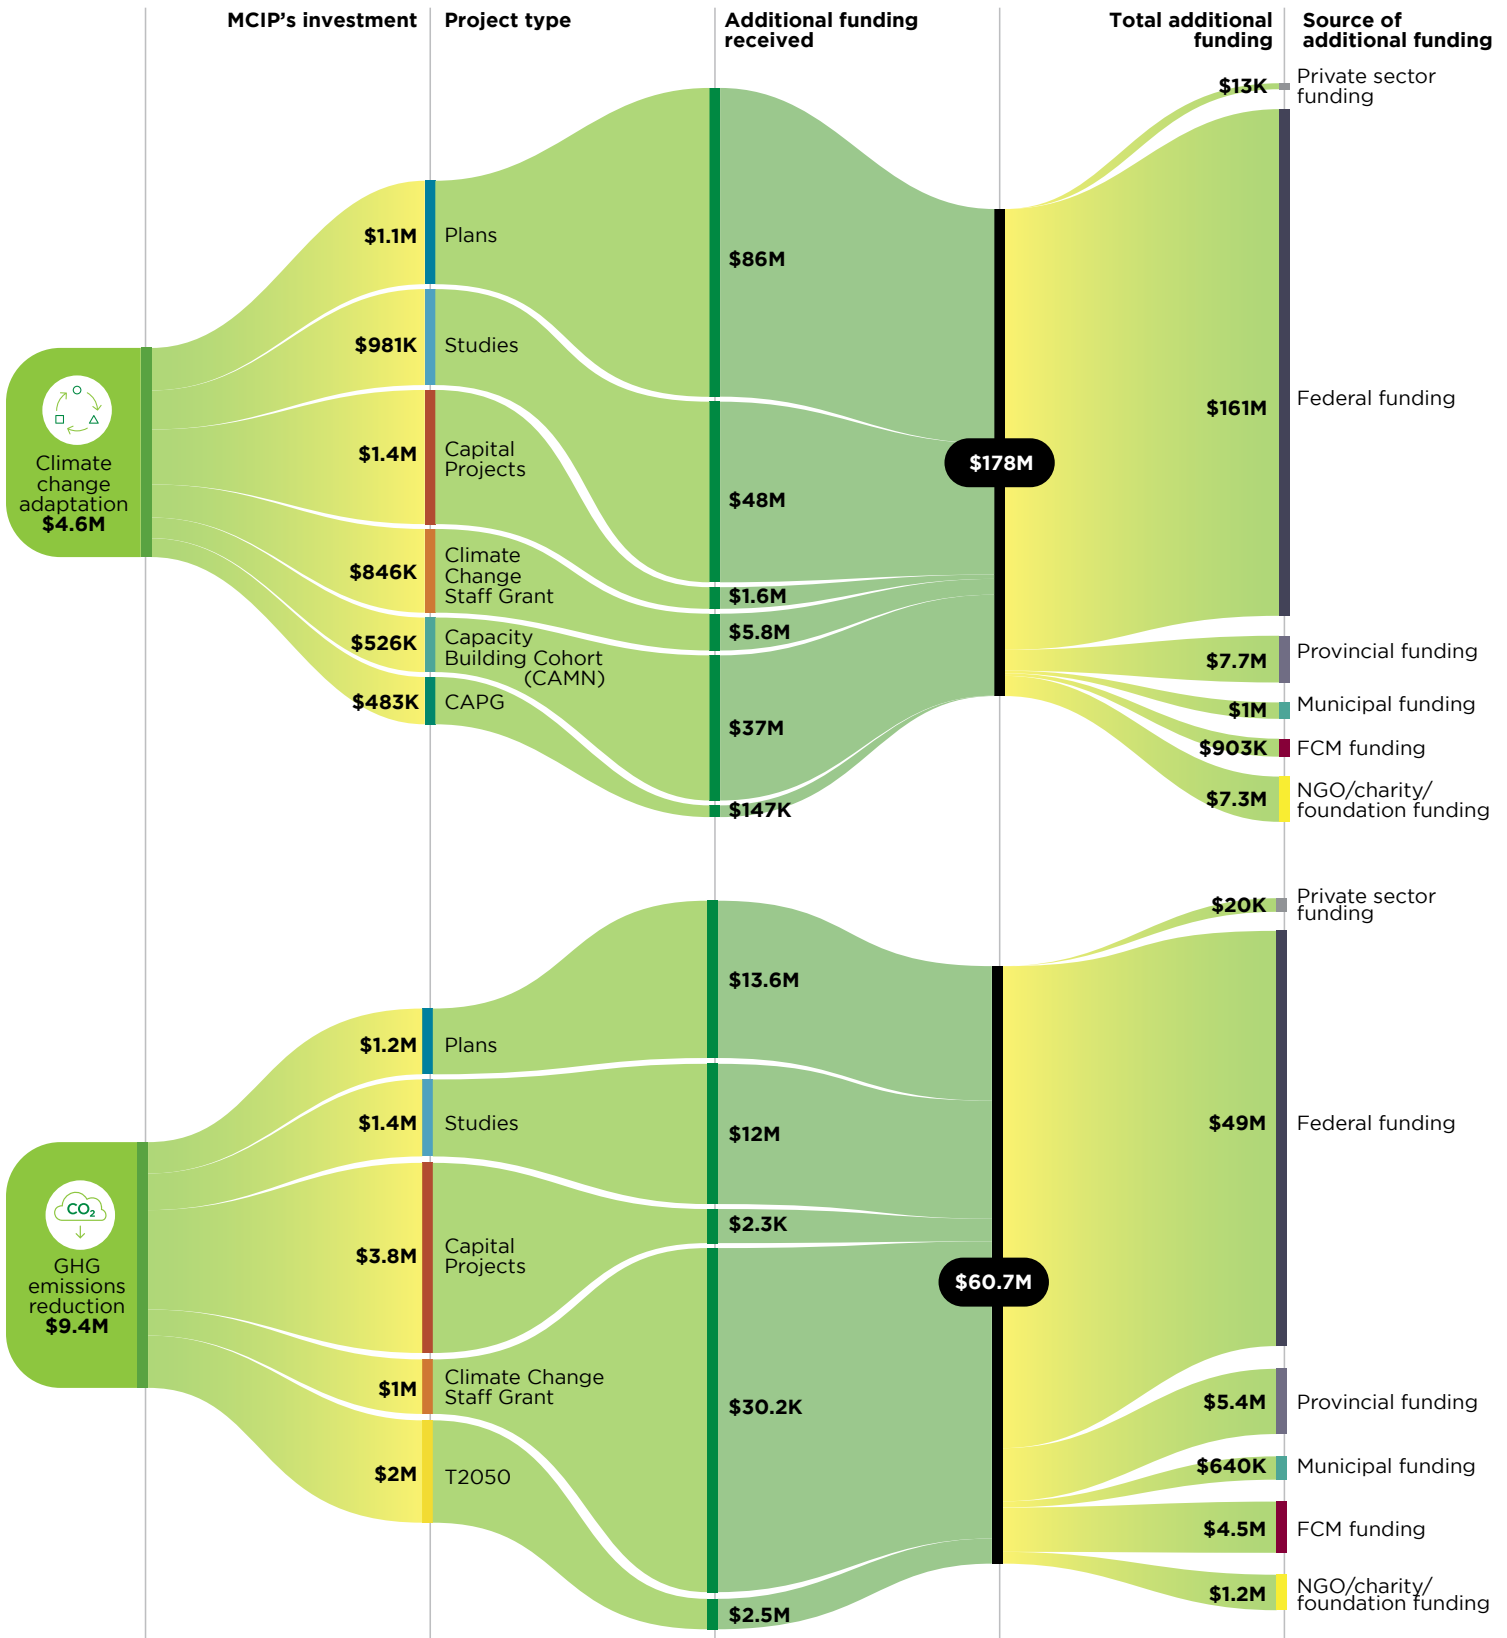 MCIP's investment
Project type
Additional funding
received
Total additional
funding
Source of
additional funding
Climate
change
adaptation
$4.6M
$1.1M
Plans
$981K
Studies
$1.4M
Capital
Projects
$846K
Climate
Change
Staff Grant
$526K
Capacity
Building Cohort
(CAMN)
$483K
CAPG
$86M
$48M
$1.6M
$5.8M
$37M
$147K
$178M
$13K
Private sector
funding
$161M
Federal funding
$7.7M
Provincial funding
$1M
Municipal funding
$903K
FCM funding
$7.3M
NGO/charity/
foundation funding
CO₂
GHG
emissions
reduction
$9.4M
$1.2M
Plans
$1.4M
Studies
$3.8M
Capital
Projects
$1M
Climate Change
Staff Grant
$2M
T2050
$13.6M
$12M
$2.3K
$30.2K
$2.5M
$60.7M
$20K
Private sector
funding
$49M
Federal funding
$5.4M
Provincial funding
$640K
Municipal funding
$4.5M
FCM funding
$1.2M
NGO/charity/
foundation funding